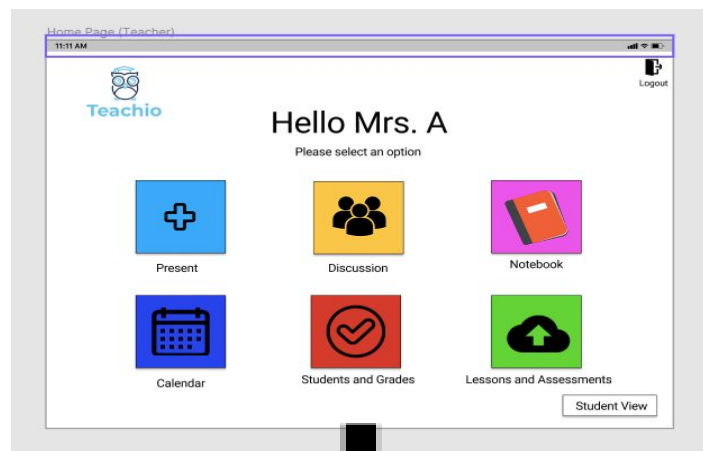 Home Page (Teacher)
11:11 AM
Logout
Teachio
Hello Mrs. A
Please select an option
Present
Discussion
Notebook
Calendar
Students and Grades
Lessons and Assessments
Student View